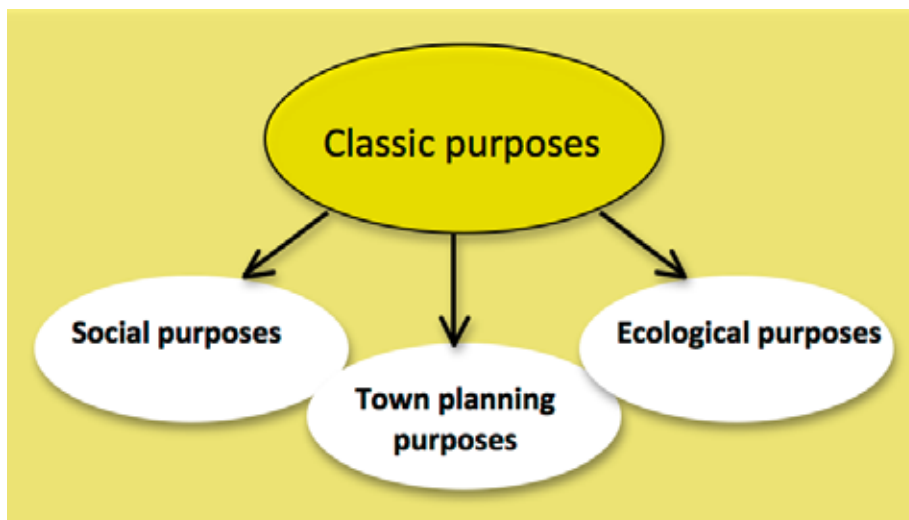 Classic purposes
Social purposes
Ecological purposes
Town planning
purposes